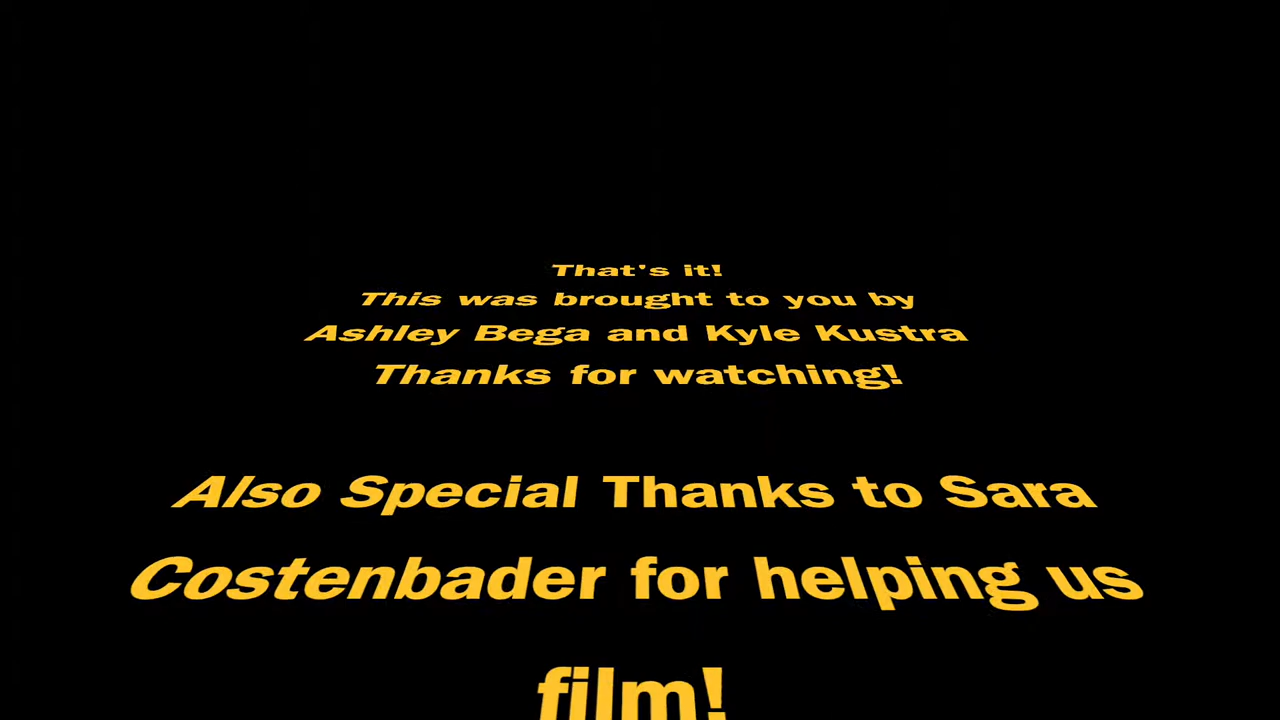 That's it!
This was brought to you by
Ashley Bega and Kyle Kustra
Thanks for watching!
Also Special Thanks to Sara
Costenbader for helping us
film!